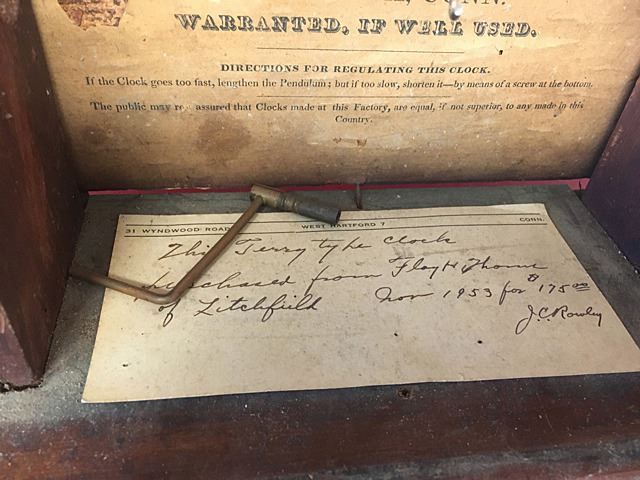 CONN.
WARRANTED, IF WELL USED.
DIRECTIONS FOR REGULATING THIS CLOCK.
If the Clock goes too fast, lengthen the Pendulum; but if too slow, shorten it—by means of a screw at the bottom.
The public may assured that Clocks made at this Factory, are equal, if not superior, to any made in this
Country.
31 WYNDWOOD ROAD WEST HARTFORD 7 CONN.
This Terry type clock
purchased from Thoms
of Litchfield Nov 1953 for $175.00
J.C. Rowley